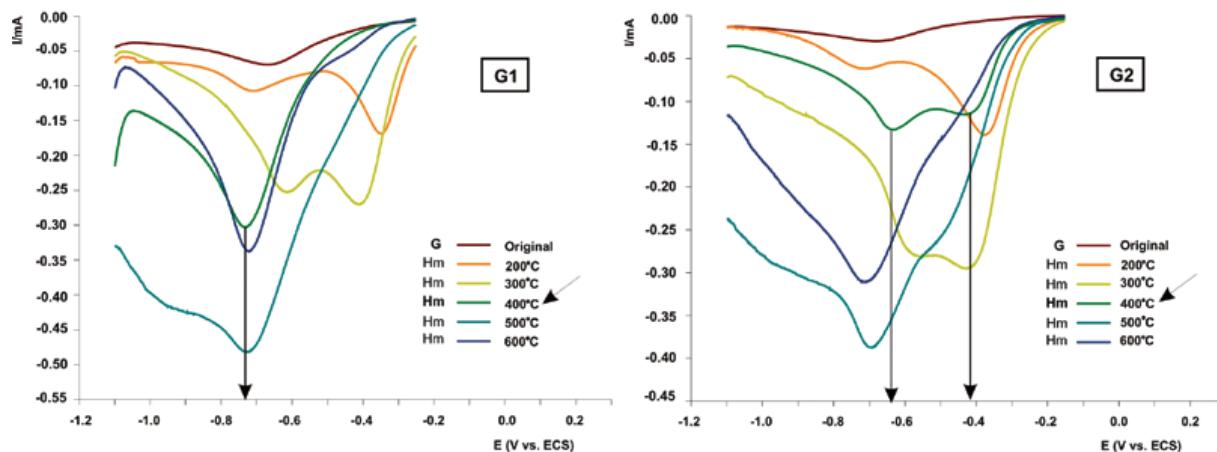 I/mA
0.00
-0.05
-0.10
-0.15
-0.20
-0.25
-0.30
-0.35
-0.40
-0.45
-0.50
-0.55
G1
G Original
Hm 200°C
Hm 300°C
Hm 400°C
Hm 500°C
Hm 600°C
-1.2 -1.0 -0.8 -0.6 -0.4 -0.2 0.0 0.2
E (V vs. ECS)
I/mA
0.00
-0.05
-0.10
-0.15
-0.20
-0.25
-0.30
-0.35
-0.40
-0.45
G2
G Original
Hm 200°C
Hm 300°C
Hm 400°C
Hm 500°C
Hm 600°C
-1.2 -1.0 -0.8 -0.6 -0.4 -0.2 0.0 0.2
E (V vs. ECS)